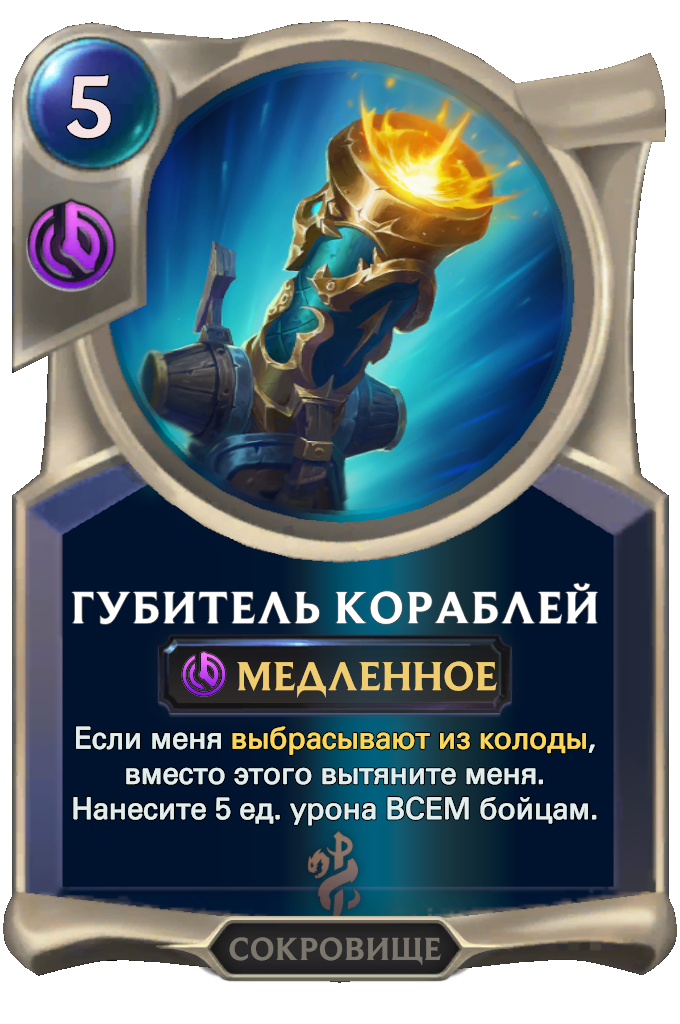 5
ГУБИТЕЛЬ КОРАБЛЕЙ
МЕДЛЕННОЕ
Если меня выбрасывают из колоды,
вместо этого вытяните меня.
Нанесите 5 ед. урона ВСЕМ бойцам.
СОКРОВИЩЕ